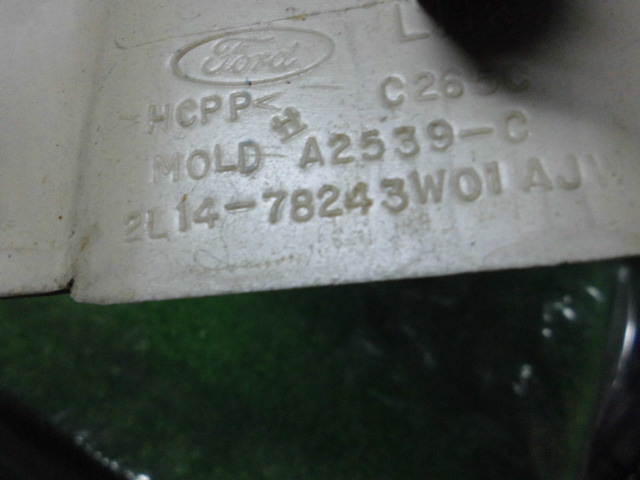 Ford
HCPP< C26
H
MOLD A2539-C
2L14-78243W01 AJ